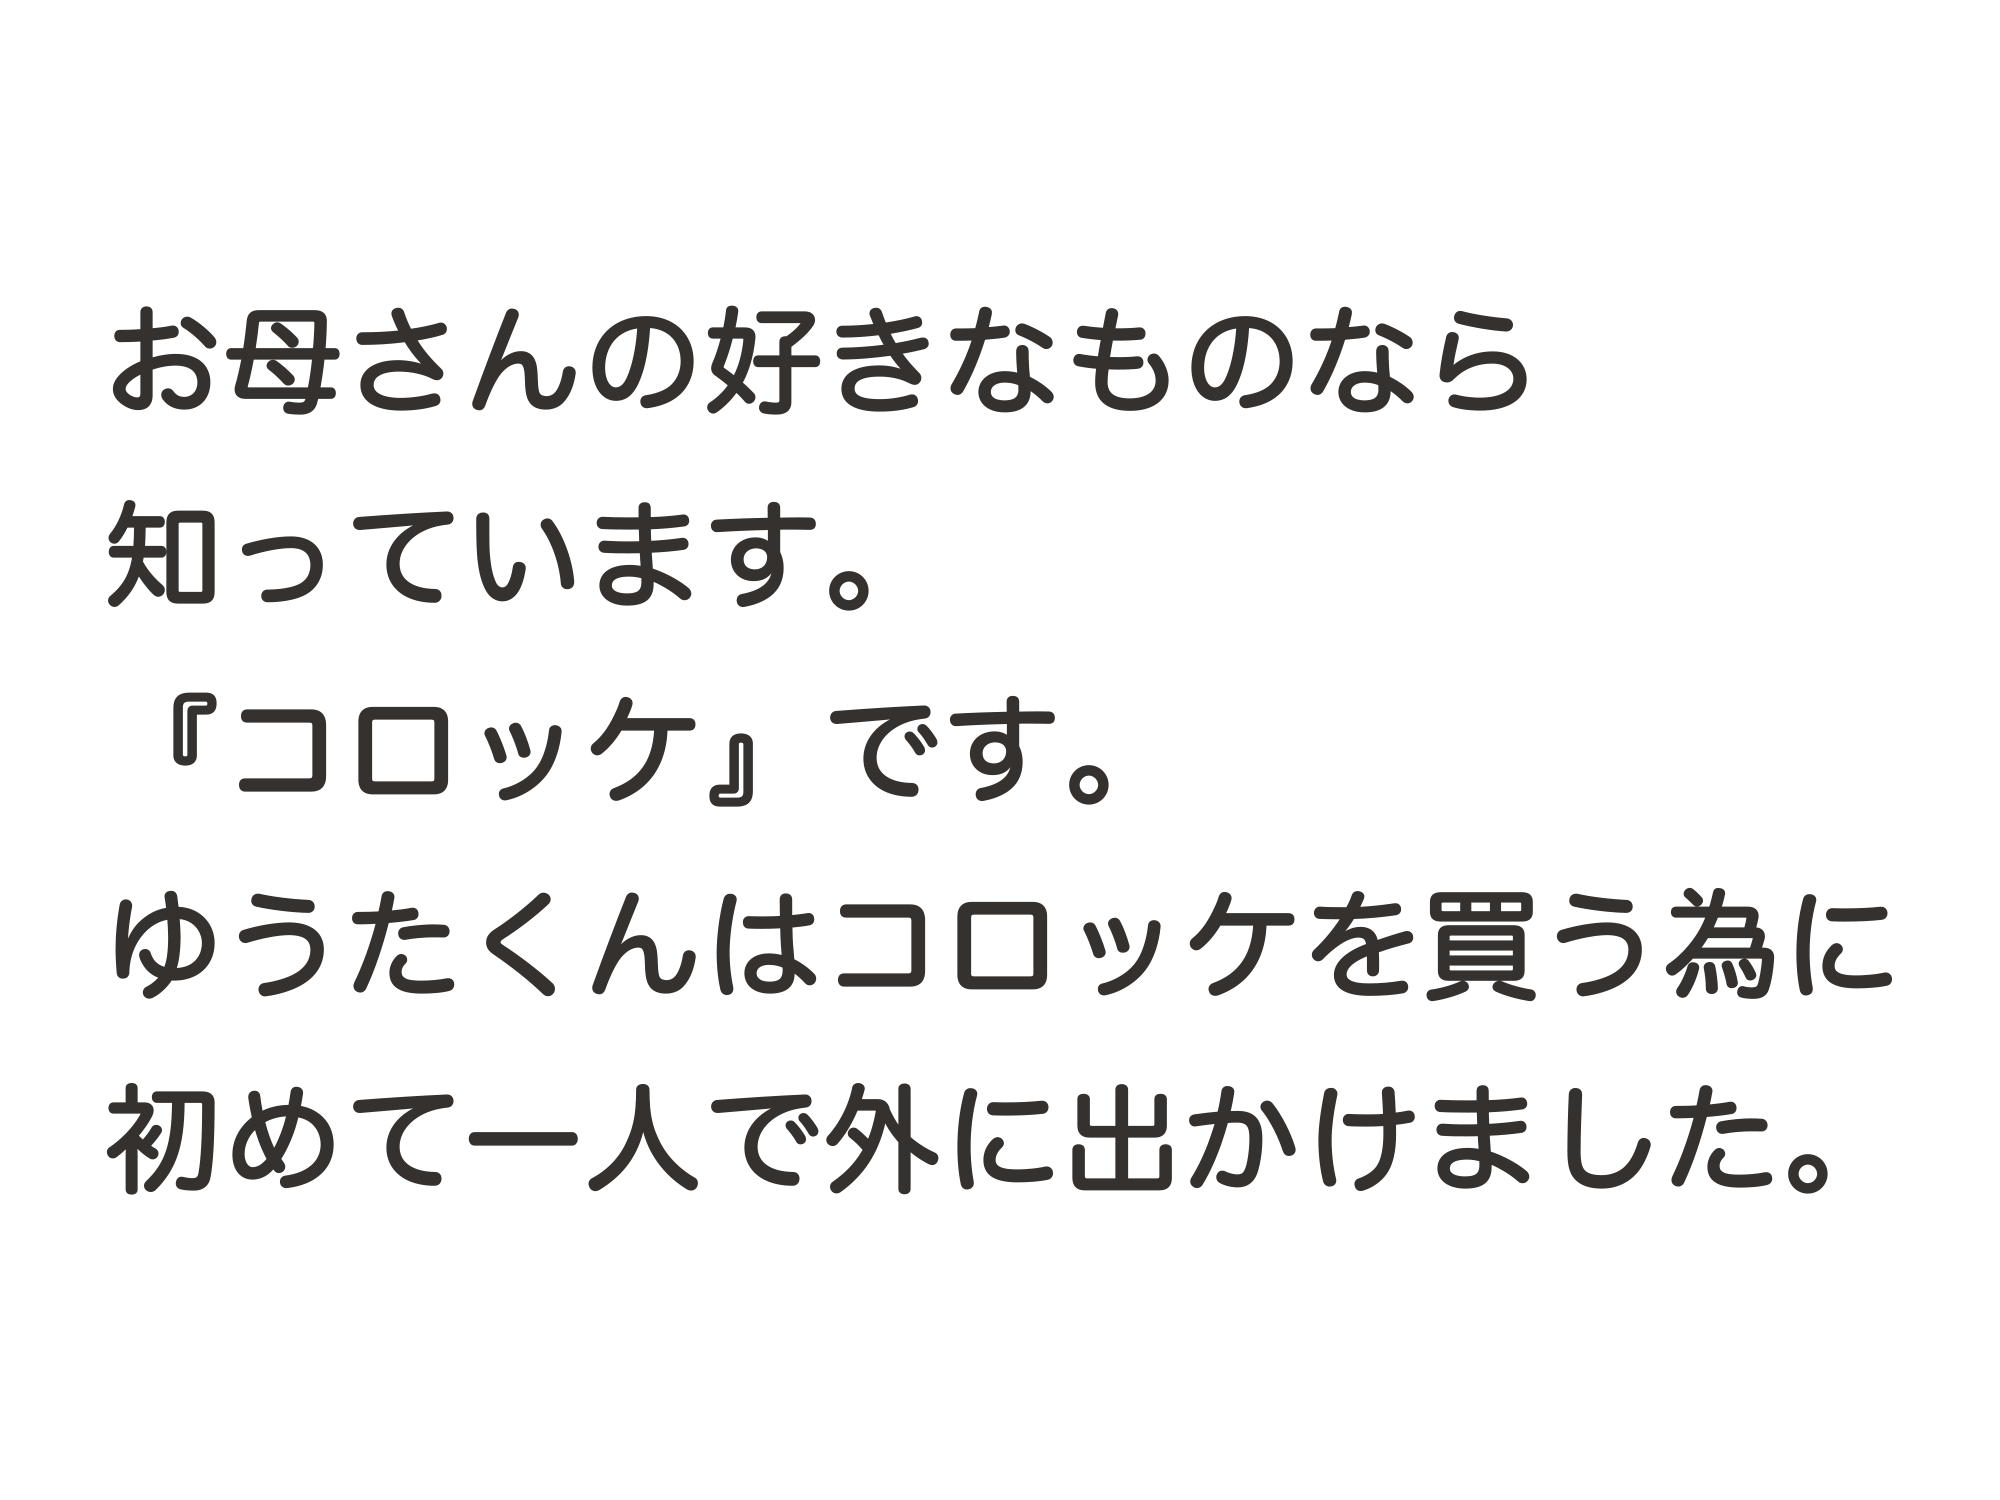 お母さんの好きなものなら
知っています。
『コロッケ』です。
ゆうたくんはコロッケを買う為に
初めて一人で外に出かけました。